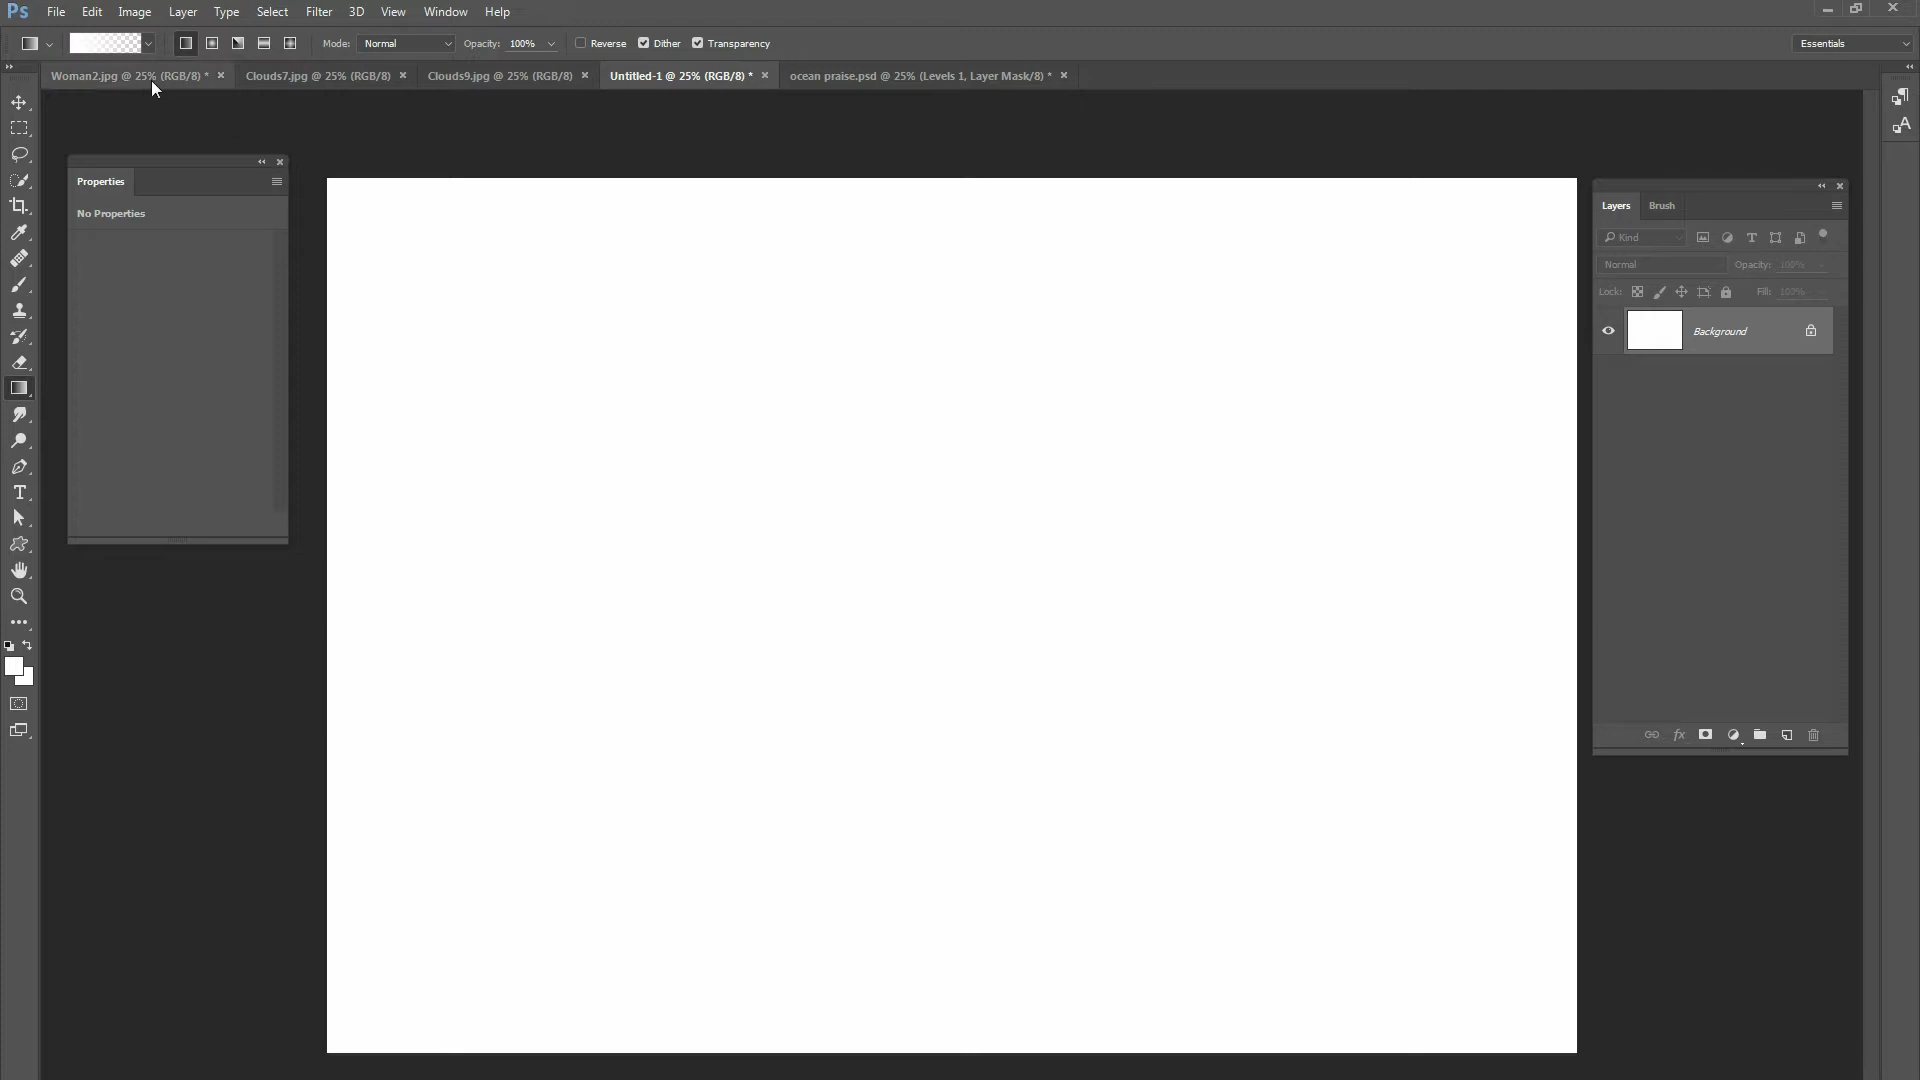 Ps File Edit Image Layer Type Select Filter 3D View Window Help
Mode: Normal Opacity: 100% Reverse Dither Transparency Essentials
Woman2.jpg @ 25% (RGB/8) * Clouds7.jpg @ 25% (RGB/8) Clouds9.jpg @ 25% (RGB/8) Untitled-1 @ 25% (RGB/8) * ocean praise.psd @ 25% (Levels 1, Layer Mask/8) *
Properties
No Properties
Layers Brush
Kind
Normal Opacity: 100%
Lock: Fill: 100%
Background
fx